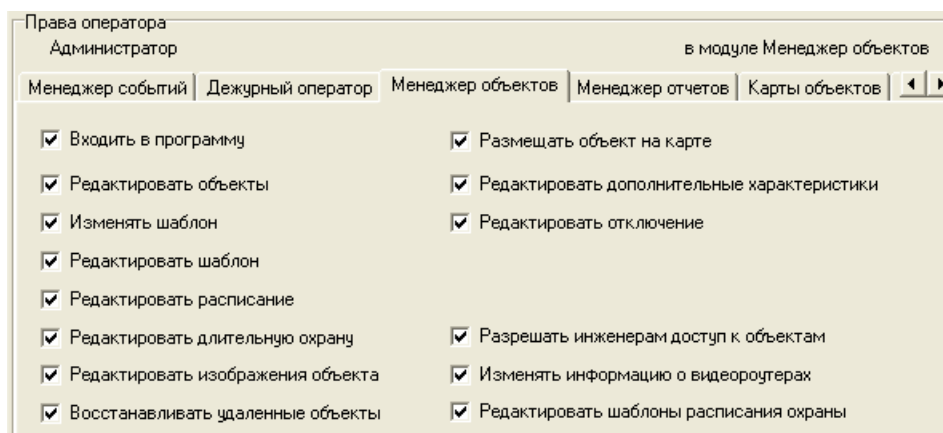 Права оператора
Администратор
в модуле Менеджер объектов
Менеджер событий Дежурный оператор Менеджер объектов Менеджер отчетов Карты объектов
Входить в программу
Размещать объект на карте
Редактировать объекты
Редактировать дополнительные характеристики
Изменять шаблон
Редактировать отключение
Редактировать шаблон
Редактировать расписание
Редактировать длительную охрану
Разрешать инженерам доступ к объектам
Редактировать изображения объекта
Изменять информацию о видеороутерах
Восстанавливать удаленные объекты
Редактировать шаблоны расписания охраны